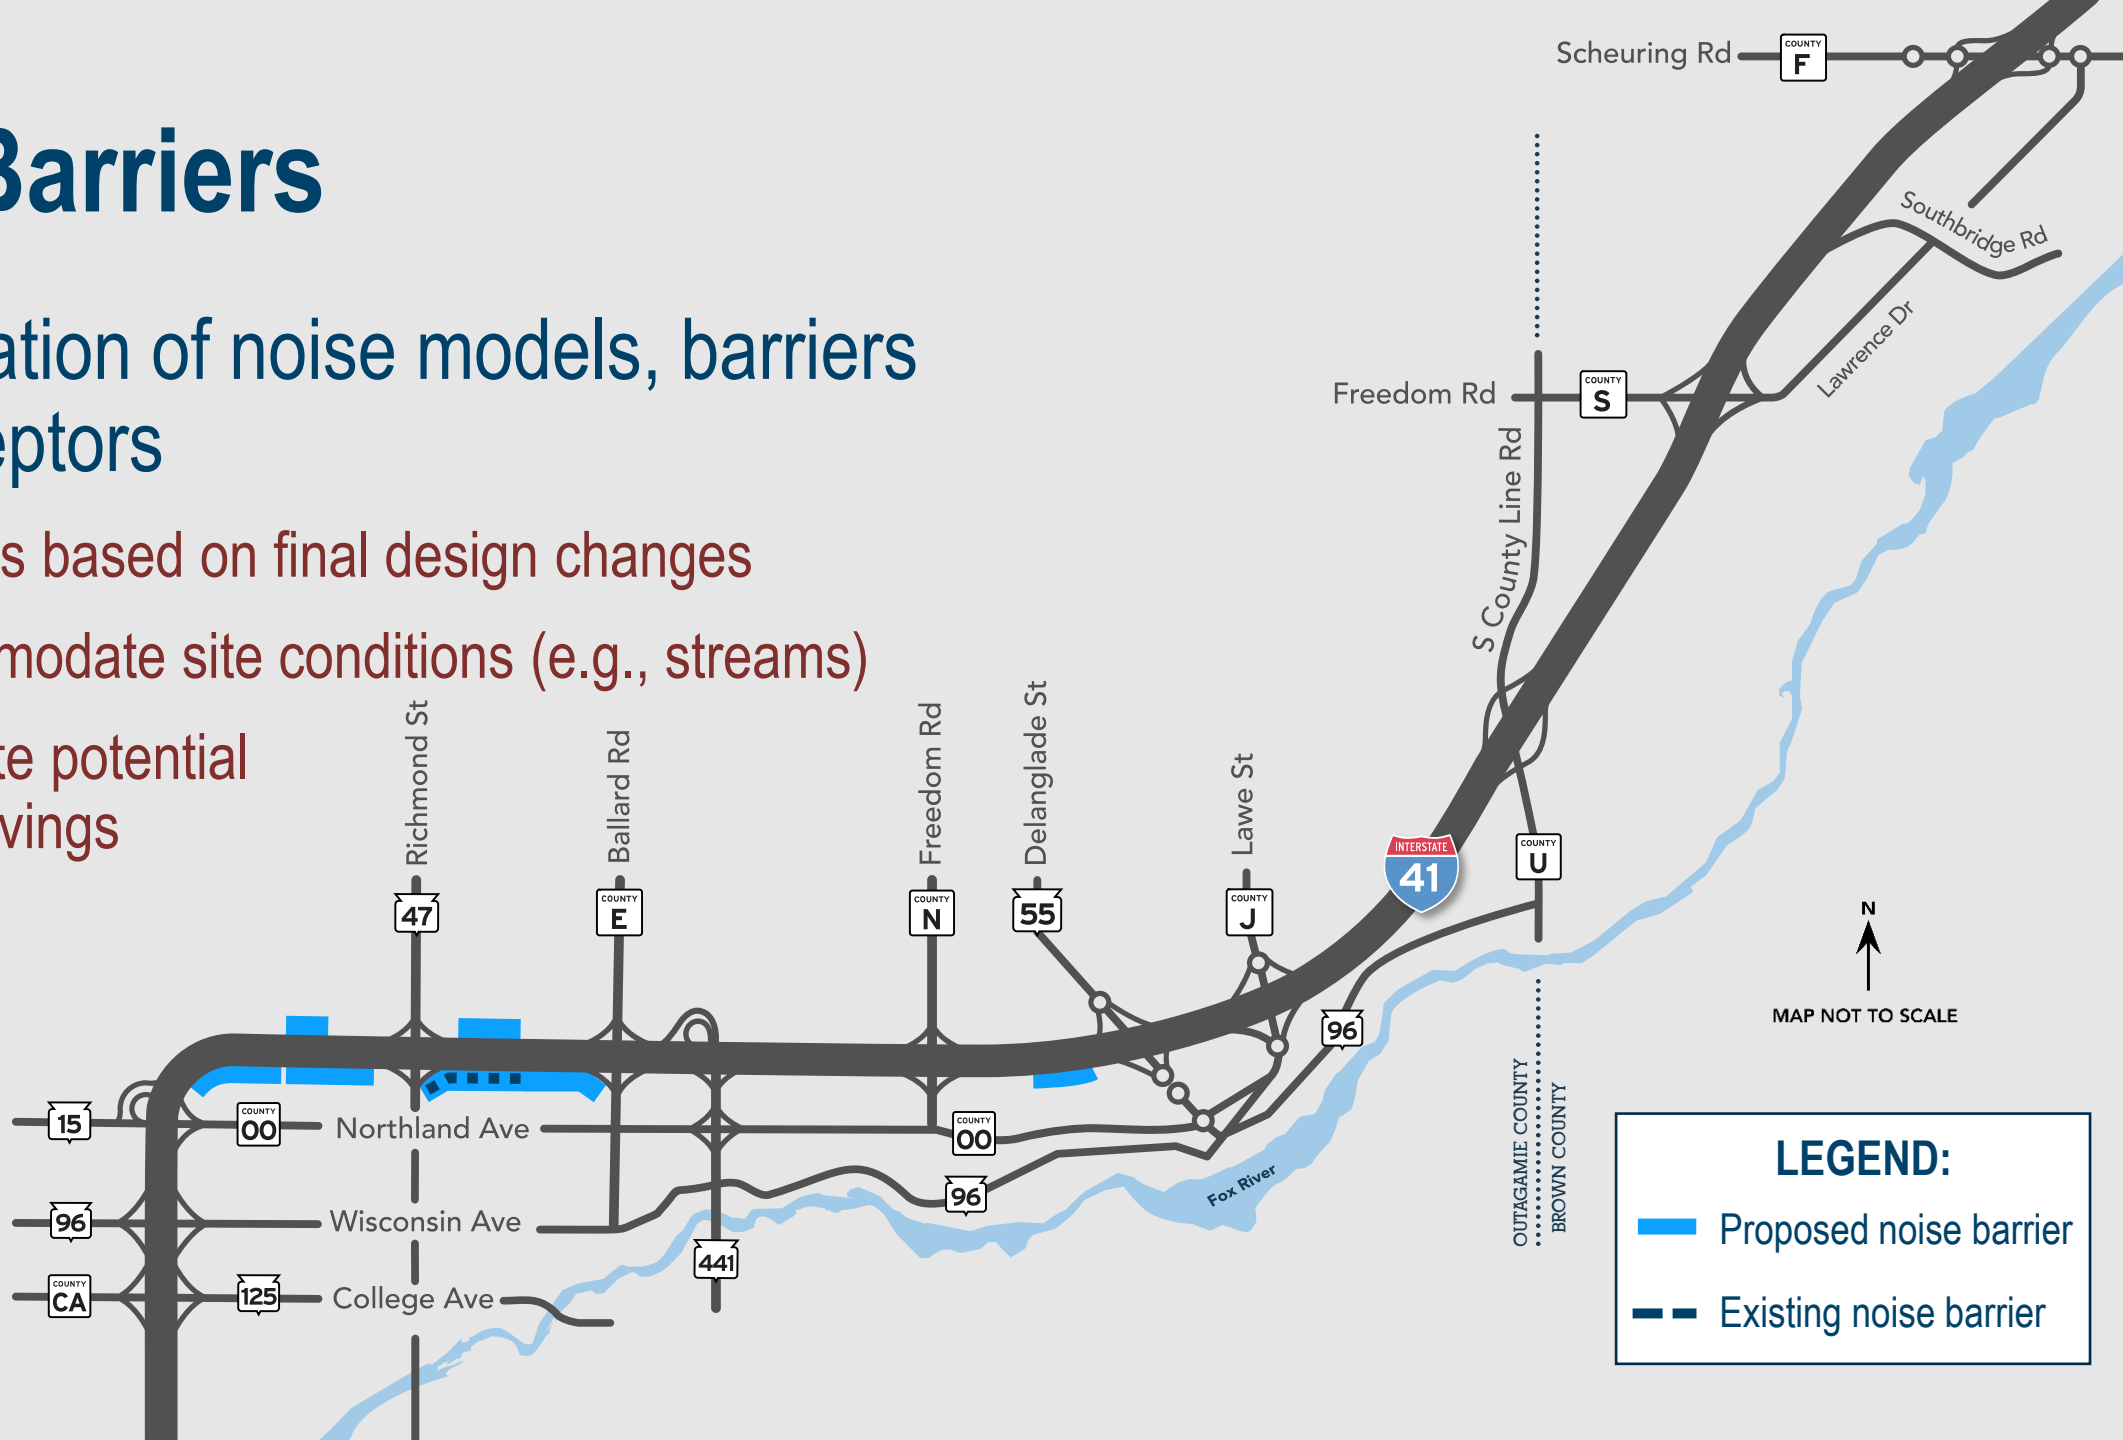 Barriers
ation of noise models, barriers
eptors
s based on final design changes
modate site conditions (e.g., streams)
te potential
vings
Scheuring Rd
COUNTY
F
Southbridge Rd
Lawrence Dr
Freedom Rd
COUNTY
S
S County Line Rd
Richmond St
Ballard Rd
Freedom Rd
Delanglade St
Lawe St
INTERSTATE
41
COUNTY
U
47
COUNTY
E
COUNTY
N
55
COUNTY
J
N
MAP NOT TO SCALE
96
15
COUNTY
OO
Northland Ave
COUNTY
OO
96
Wisconsin Ave
96
Fox River
441
COUNTY
CA
125
College Ave
OUTAGAMIE COUNTY
BROWN COUNTY
LEGEND:
Proposed noise barrier
Existing noise barrier